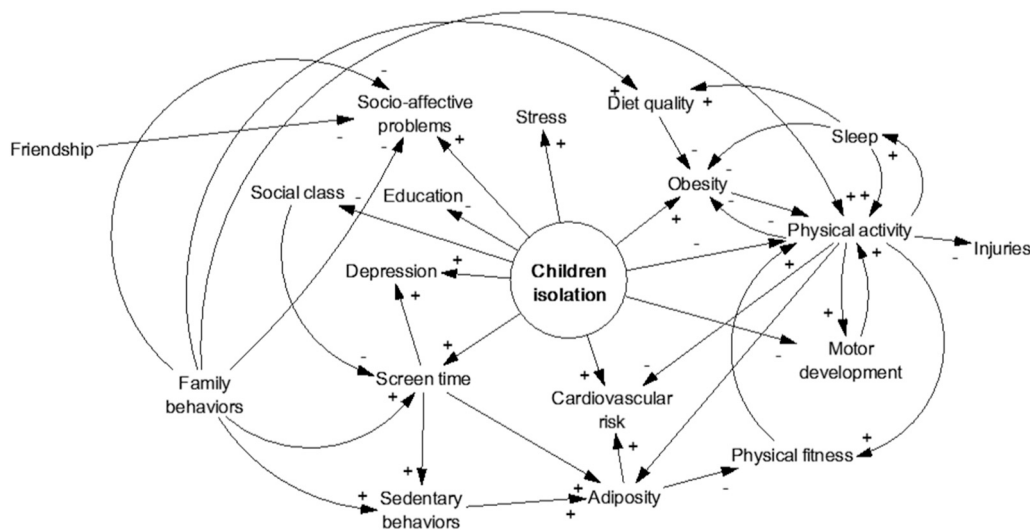 Socio-affective
problems
Stress
Diet quality
Sleep
Friendship
Social class
Education
Obesity
Physical activity
Injuries
Children
isolation
Depression
Motor
development
Family
behaviors
Screen time
Cardiovascular
risk
Physical fitness
Sedentary
behaviors
Adiposity